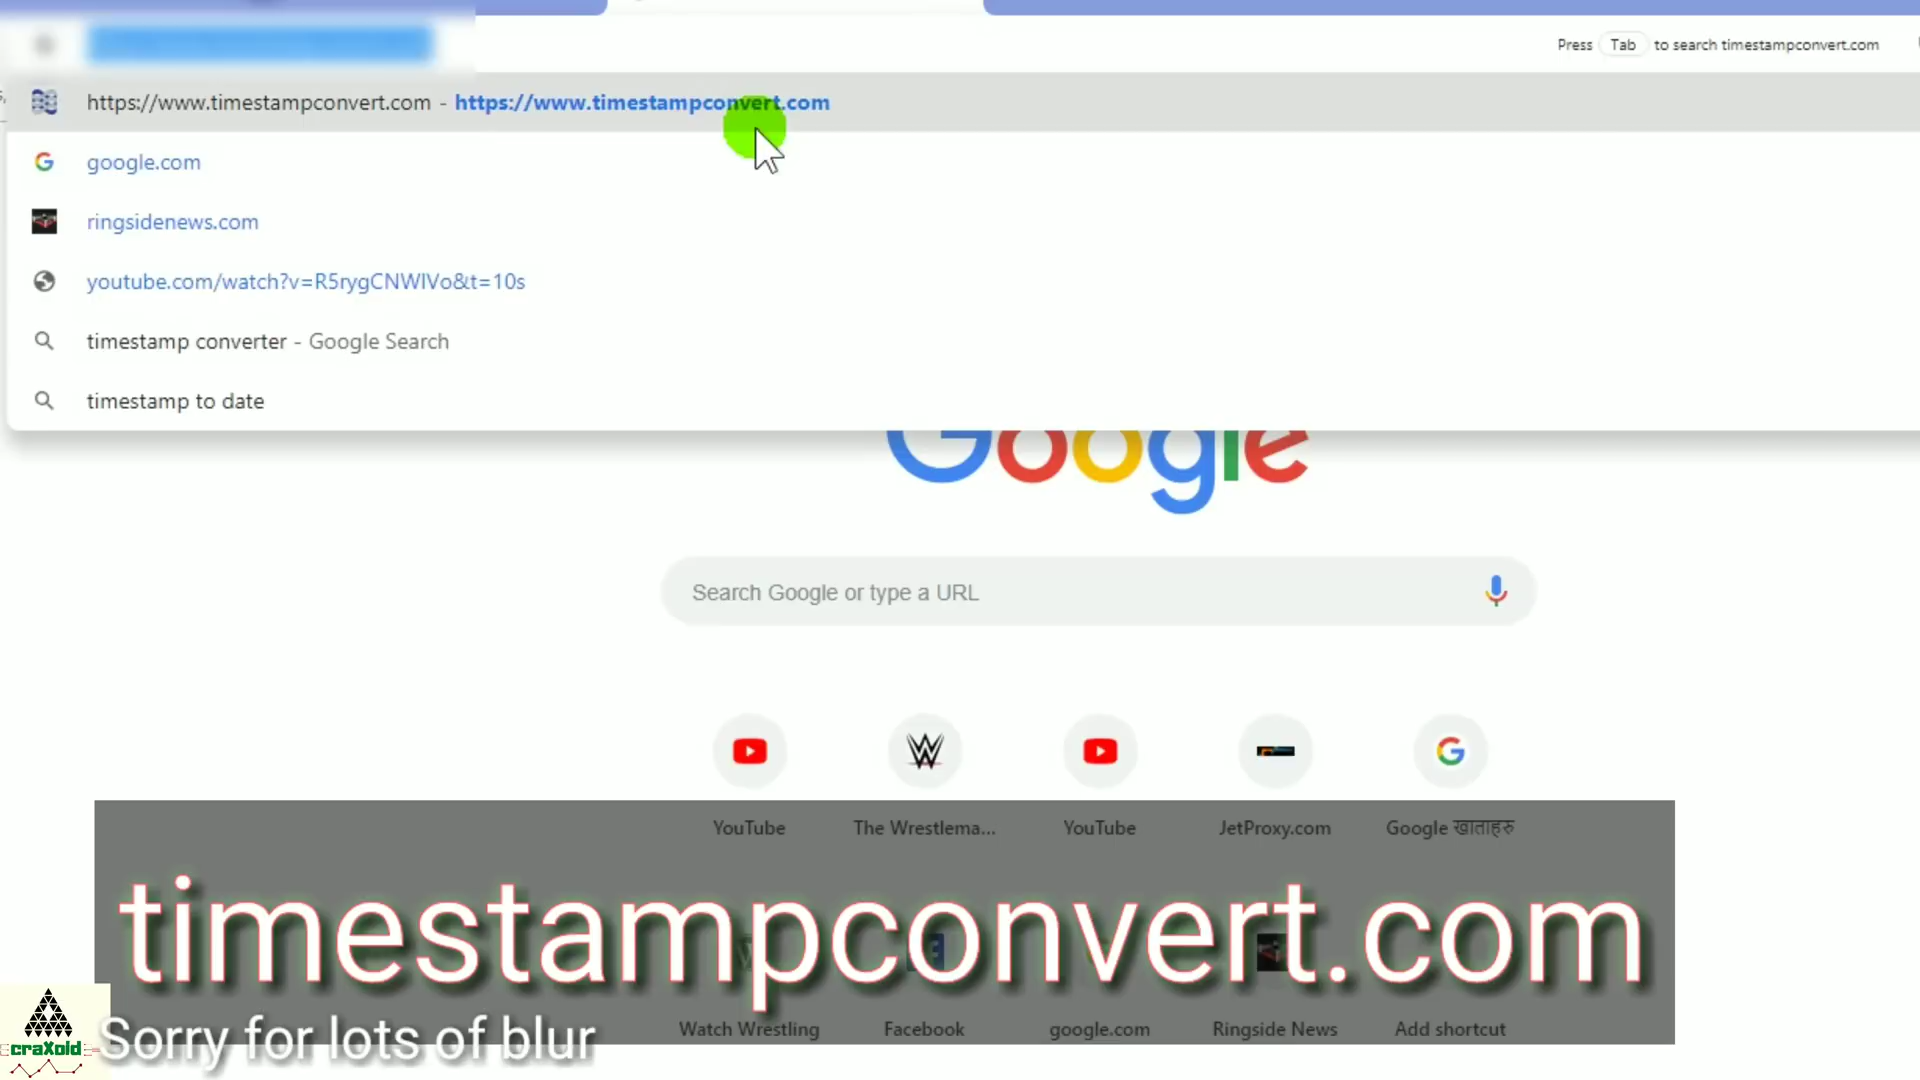 Press Tab to search timestampconvert.com
https://www.timestampconvert.com - https://www.timestampconvert.com
google.com
ringsidenews.com
youtube.com/watch?v=R5rygCNWlVo&t=10s
timestamp converter - Google Search
timestamp to date
Google
Search Google or type a URL
YouTube The Wrestlema... YouTube JetProxy.com Google खाताहरु
timestampconvert.com
Watch Wrestling Facebook google.com Ringside News Add shortcut
Sorry for lots of blur
craXoid